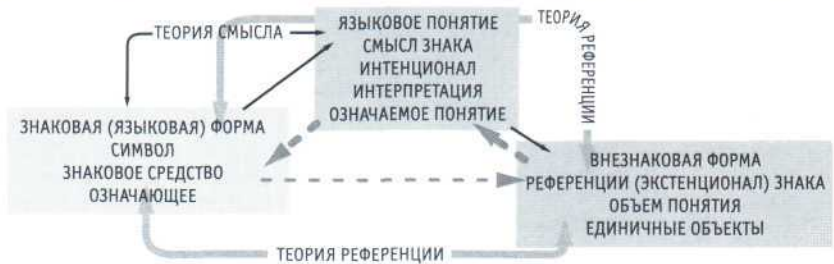 ТЕОРИЯ СМЫСЛА
ЯЗЫКОВОЕ ПОНЯТИЕ
СМЫСЛ ЗНАКА
ИНТЕНЦИОНАЛ
ИНТЕРПРЕТАЦИЯ
ОЗНАЧАЕМОЕ ПОНЯТИЕ
ТЕОРИЯ РЕФЕРЕНЦИИ
ЗНАКОВАЯ (ЯЗЫКОВАЯ) ФОРМА
СИМВОЛ
ЗНАКОВОЕ СРЕДСТВО
ОЗНАЧАЮЩЕЕ
ВНЕЗНАКОВАЯ ФОРМА
РЕФЕРЕНЦИИ (ЭКСТЕНЦИОНАЛ) ЗНАКА
ОБЪЕМ ПОНЯТИЯ
ЕДИНИЧНЫЕ ОБЪЕКТЫ
ТЕОРИЯ РЕФЕРЕНЦИИ